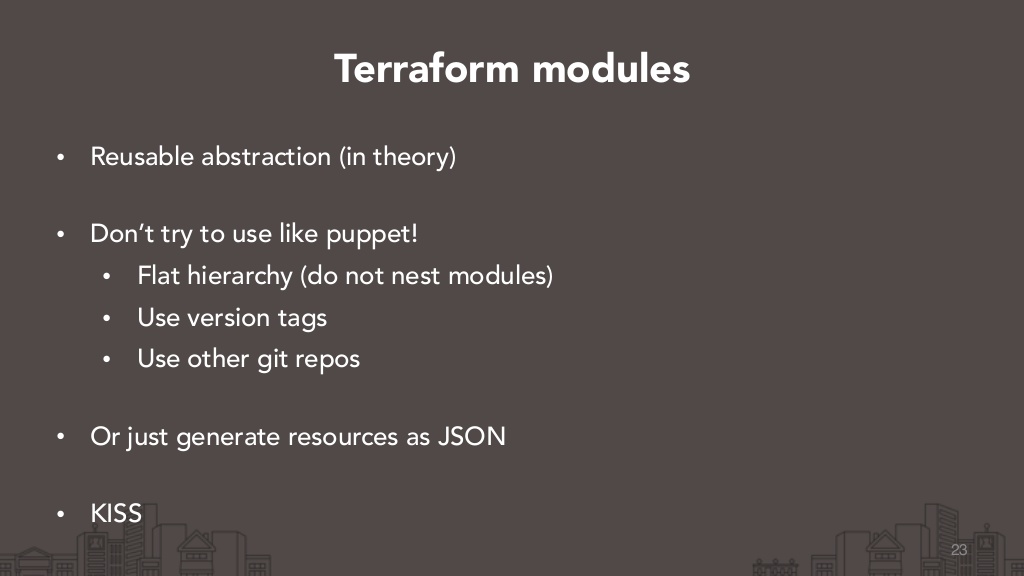 Terraform modules
• Reusable abstraction (in theory)
• Don’t try to use like puppet!
• Flat hierarchy (do not nest modules)
• Use version tags
• Use other git repos
• Or just generate resources as JSON
• KISS
23